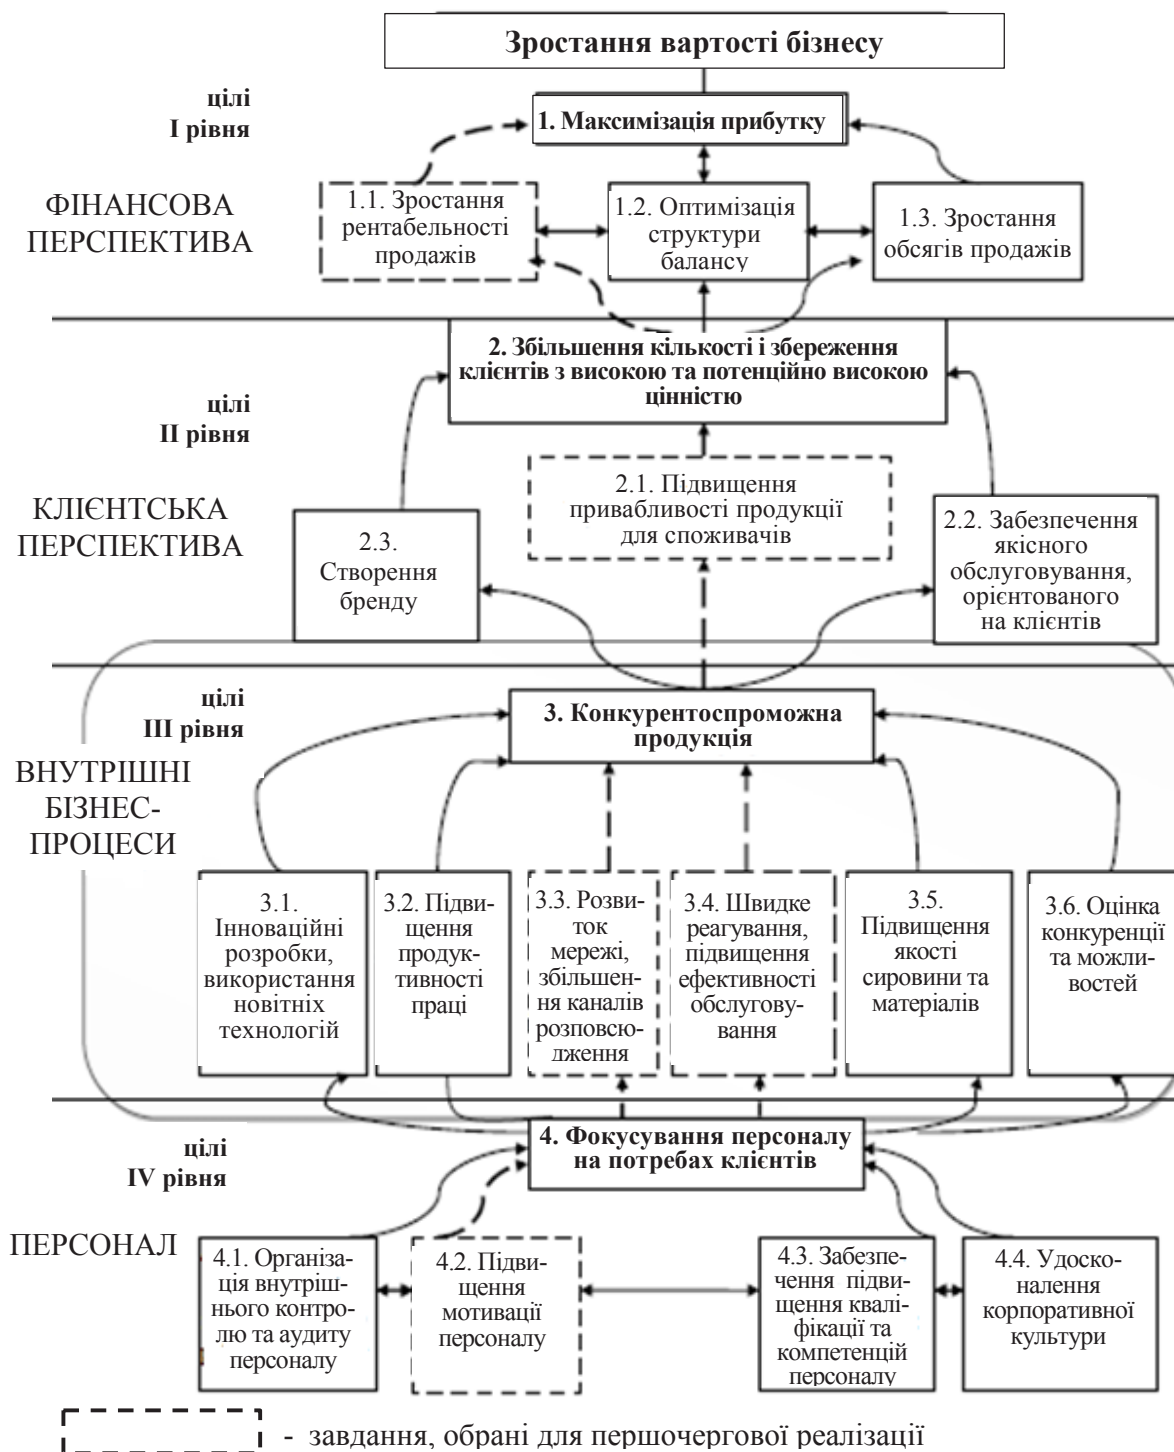 Зростання вартості бізнесу
цілі
І рівня
1. Максимізація прибутку
ФІНАНСОВА
ПЕРСПЕКТИВА
1.1. Зростання
рентабельності
продажів
1.2. Оптимізація
структури
балансу
1.3. Зростання
обсягів продажів
2. Збільшення кількості і збереження
клієнтів з високою та потенційно високою
цінністю
цілі
ІІ рівня
КЛІЄНТСЬКА
ПЕРСПЕКТИВА
2.3.
Створення
бренду
2.1. Підвищення
привабливості продукції
для споживачів
2.2. Забезпечення
якісного
обслуговування,
орієнтованого
на клієнтів
цілі
ІІІ рівня
3. Конкурентоспроможна
продукція
ВНУТРІШНІ
БІЗНЕС-
ПРОЦЕСИ
3.1.
Інноваційні
розробки,
використання
новітніх
технологій
3.2. Підви-
щення
продук-
тивності
праці
3.3. Розви-
ток
мережі,
збільшен-
ня каналів
розповсю-
дження
3.4. Швидке
реагування,
підвищення
ефективності
обслугову-
вання
3.5.
Підвищення
якості
сировини та
матеріалів
3.6. Оцінка
конкуренції
та можли-
востей
цілі
IV рівня
4. Фокусування персоналу
на потребах клієнтів
ПЕРСОНАЛ
4.1. Організа-
ція внутріш-
нього контро-
лю та аудиту
персоналу
4.2. Підви-
щення
мотивації
персоналу
4.3. Забезпе-
чення підви-
щення квалі-
фікації та
компетенцій
персоналу
4.4. Удоско-
налення
корпоративної
культури
- завдання, обрані для першочергової реалізації